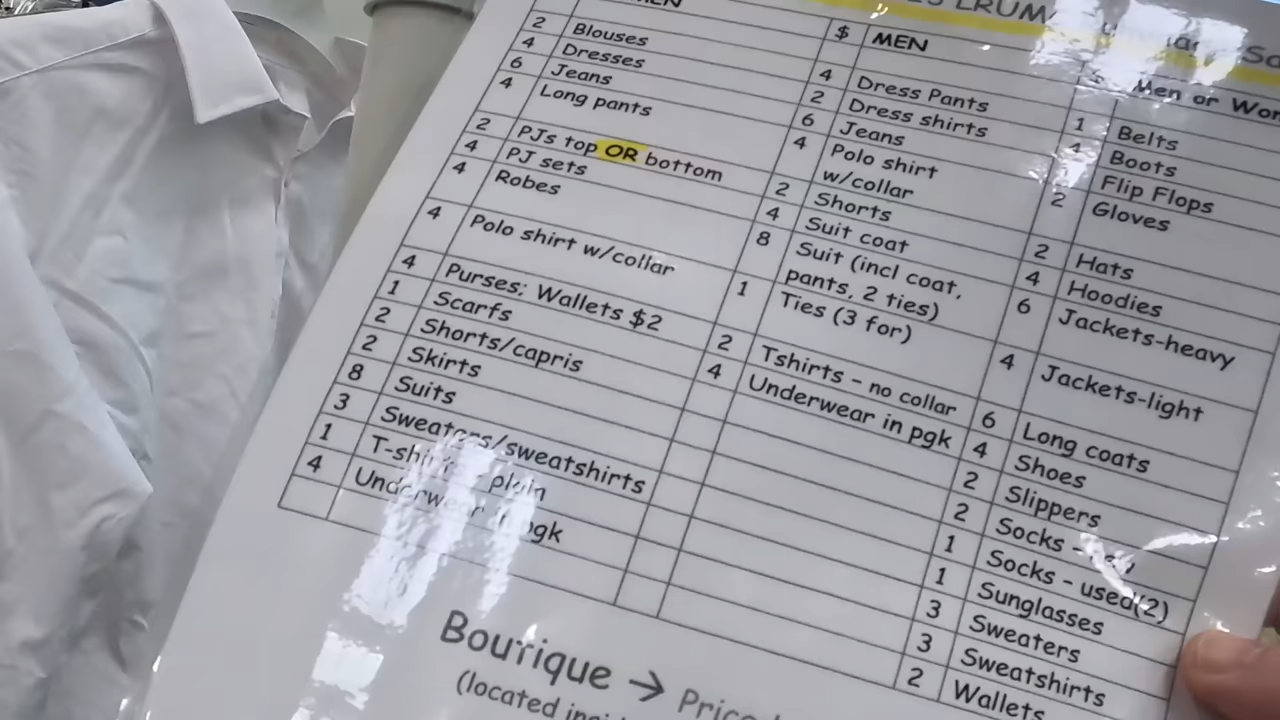 2 Blouses
4 Dresses
6 Jeans
4 Long pants
2 PJs top OR bottom
4 PJ sets
4 Robes
4 Polo shirt w/collar
4 Purses; Wallets $2
1 Scarfs
2 Shorts/capris
2 Skirts
8 Suits
3 Sweaters/sweatshirts
1 T-shirts - plain
4 Underwear in pgk
$ MEN
4 Dress Pants
2 Dress shirts
6 Jeans
4 Polo shirt
w/collar
2 Shorts
4 Suit coat
8 Suit (incl coat,
pants, 2 ties)
1 Ties (3 for)
2 Tshirts - no collar
4 Underwear in pgk
Men or
1 Belts
4 Boots
Flip Flops
2 Gloves
2 Hats
4 Hoodies
6 Jackets-heavy
4 Jackets-light
6 Long coats
4 Shoes
2 Slippers
2 Socks -
1 Socks - used(2)
1 Sunglasses
3 Sweaters
3 Sweatshirts
2 Wallets
Boutique →
(located